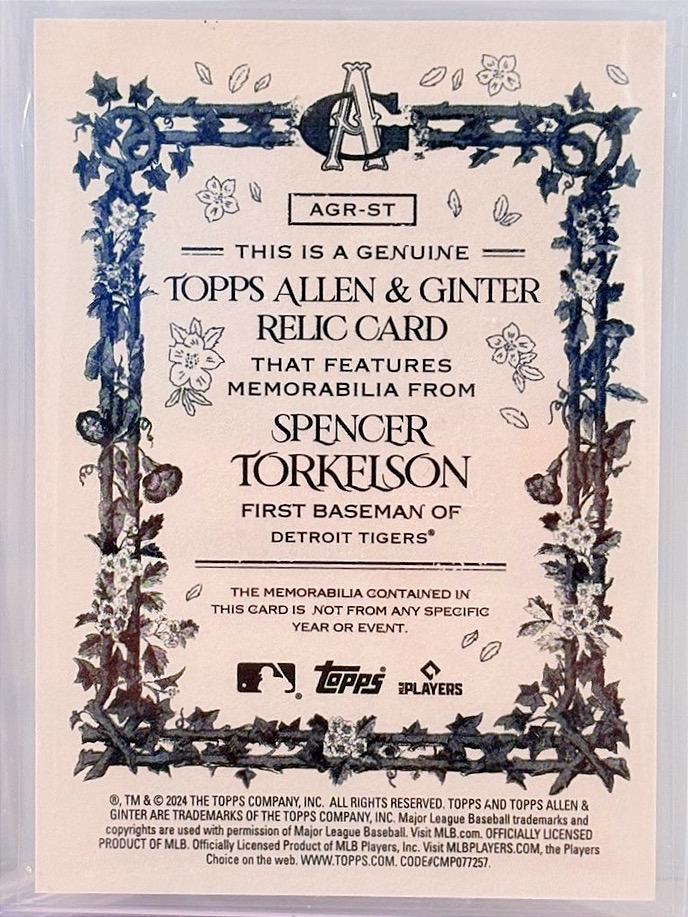 AG
AGR-ST
THIS IS A GENUINE
TOPPS ALLEN & GINTER
RELIC CARD
THAT FEATURES
MEMORABILIA FROM
SPENCER
TORKELSON
FIRST BASEMAN OF
DETROIT TIGERS®
THE MEMORABILIA CONTAINED IN
THIS CARD IS NOT FROM ANY SPECIFIC
YEAR OR EVENT.
® topps MLB PLAYERS
®, TM & © 2024 THE TOPPS COMPANY, INC. ALL RIGHTS RESERVED. TOPPS AND TOPPS ALLEN &
GINTER ARE TRADEMARKS OF THE TOPPS COMPANY, INC. Major League Baseball trademarks and
copyrights are used with permission of Major League Baseball. Visit MLB.com. OFFICIALLY LICENSED
PRODUCT OF MLB. Officially Licensed Product of MLB Players, Inc. Visit MLBPLAYERS.COM, the Players
Choice on the web. WWW.TOPPS.COM. CODE#CMP077257.